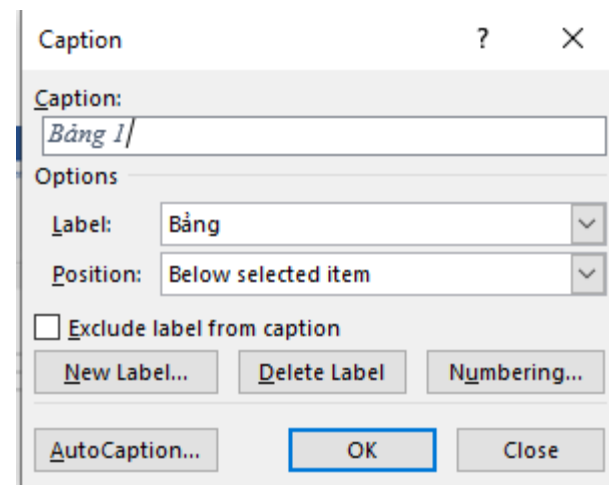 Caption ? ×
Caption:
Bảng 1
Options
Label: Bảng
Position: Below selected item
Exclude label from caption
New Label... Delete Label Numbering...
AutoCaption... OK Close